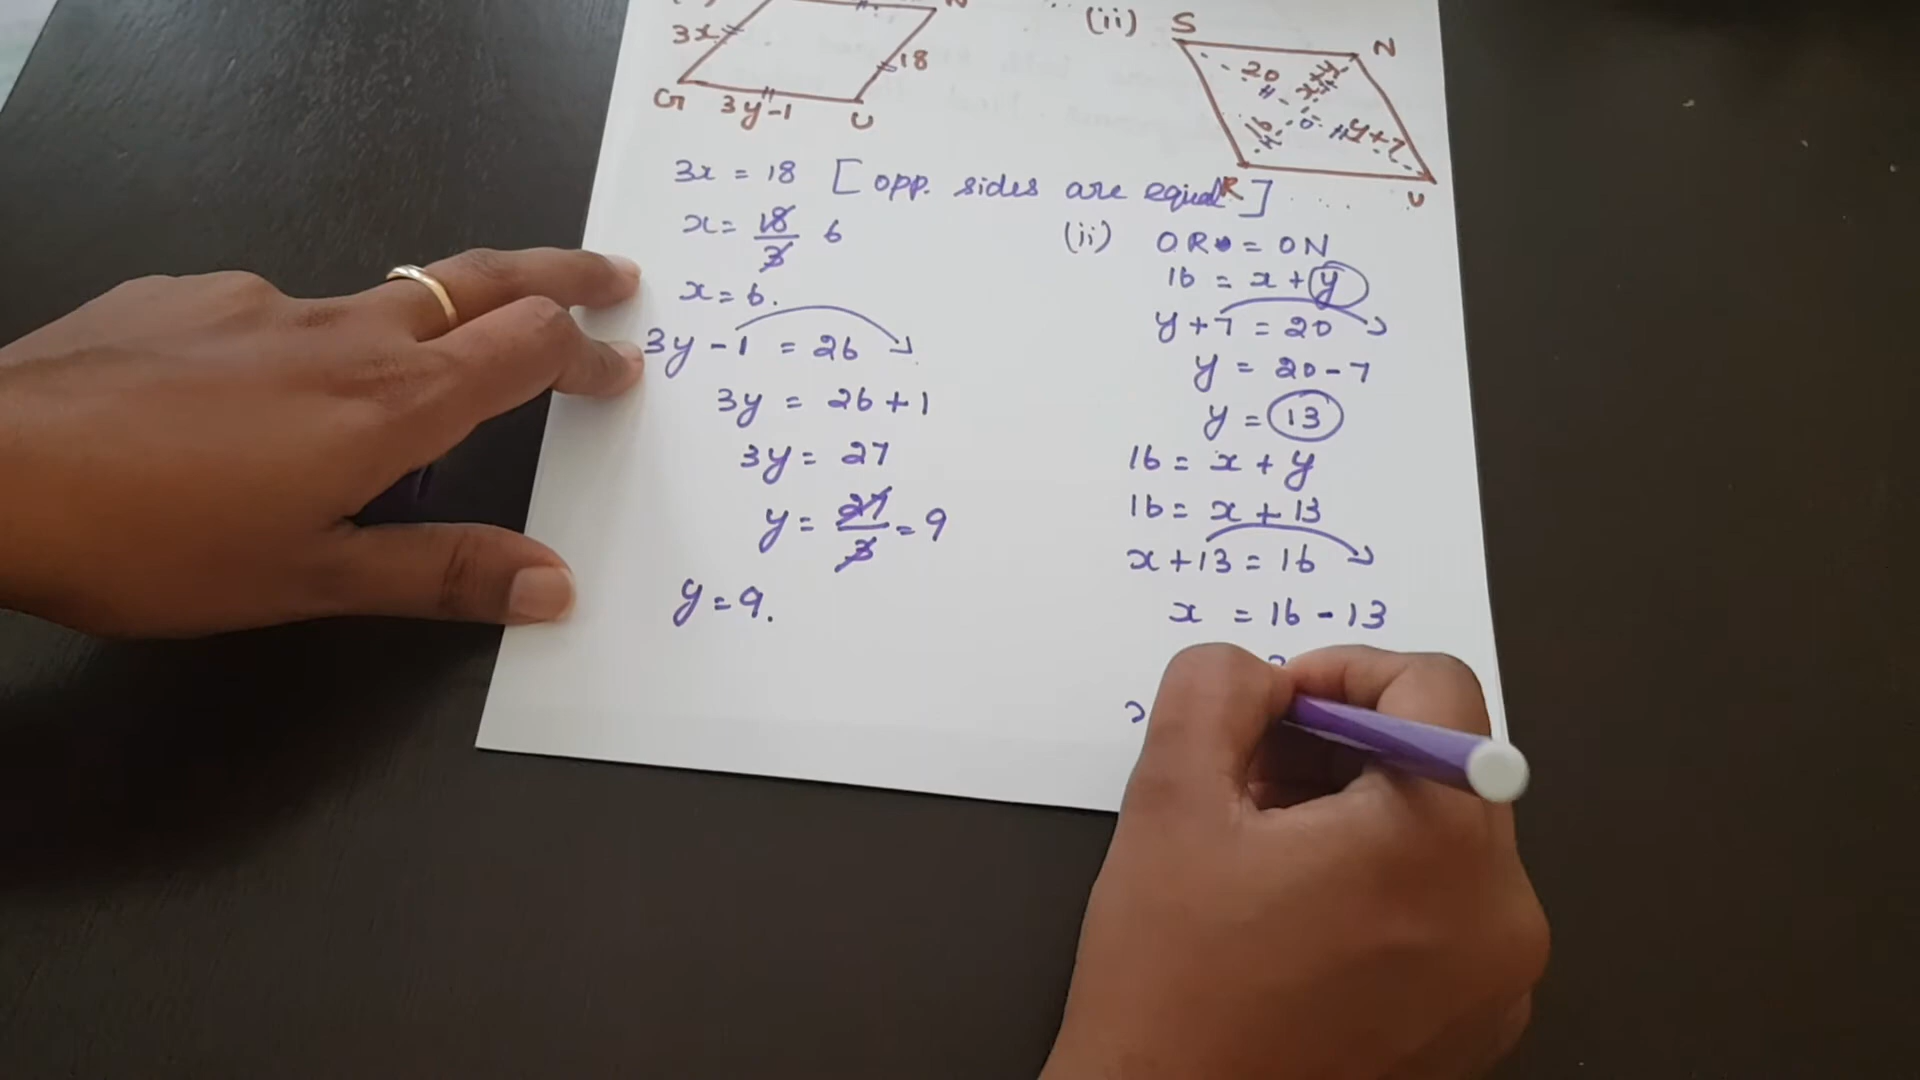 N
3x
18
G
3y-1
U
3x = 18 [opp. sides are equal]
x = 18/3 6
x = 6.
3y - 1 = 26
3y = 26 + 1
3y = 27
y = 27/3 = 9
y = 9.
(ii)
S
N
20
x+y
O
16
y+7
R
U
(ii) OR = ON
16 = x + y
y + 7 = 20
y = 20 - 7
y = 13
16 = x + y
16 = x + 13
x + 13 = 16
x = 16 - 13